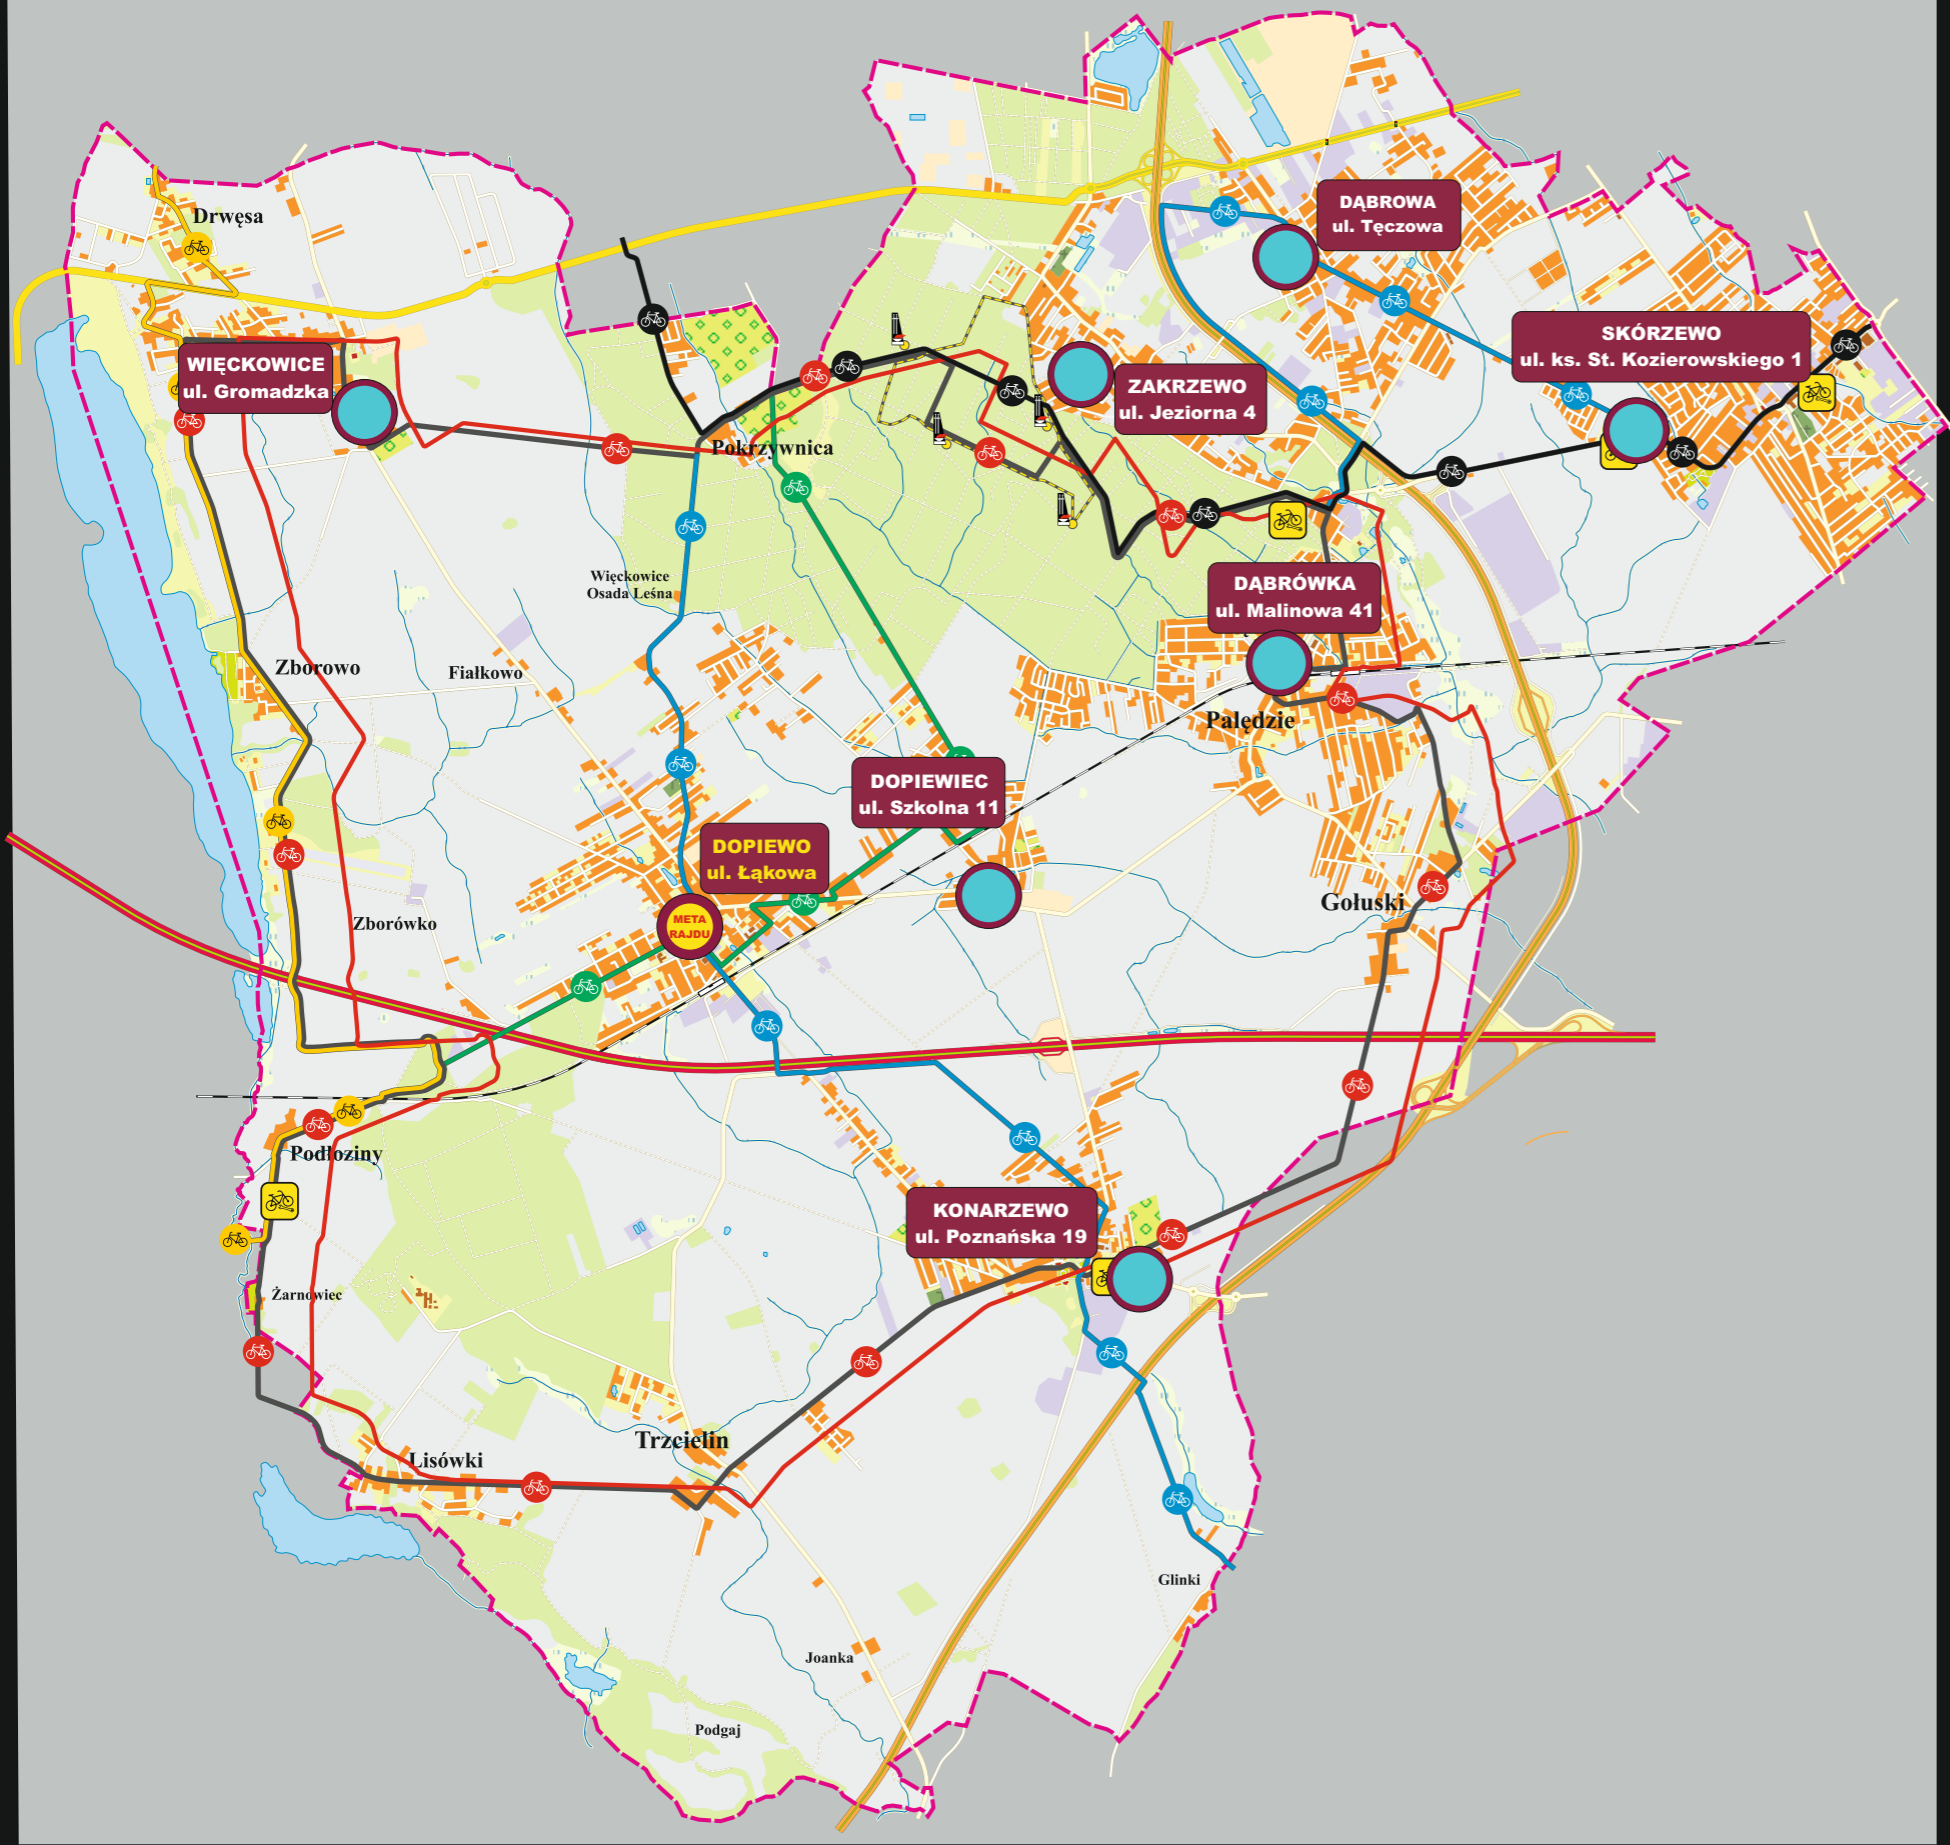 Drwęsa
DĄBROWA
ul. Tęczowa
SKÓRZEWO
ul. ks. St. Kozierowskiego 1
WIĘCKOWICE
ul. Gromadzka
ZAKRZEWO
ul. Jeziorna 4
Pokrzywnica
Więckowice
Osada Leśna
DĄBRÓWKA
ul. Malinowa 41
Zborowo
Fiałkowo
Palędzie
DOPIEWIEC
ul. Szkolna 11
DOPIEWO
ul. Łąkowa
META
RAJDU
Zborówko
Gołuski
Podłoziny
KONARZEWO
ul. Poznańska 19
Żarnowiec
Trzcielin
Lisówki
Glinki
Joanka
Podgaj